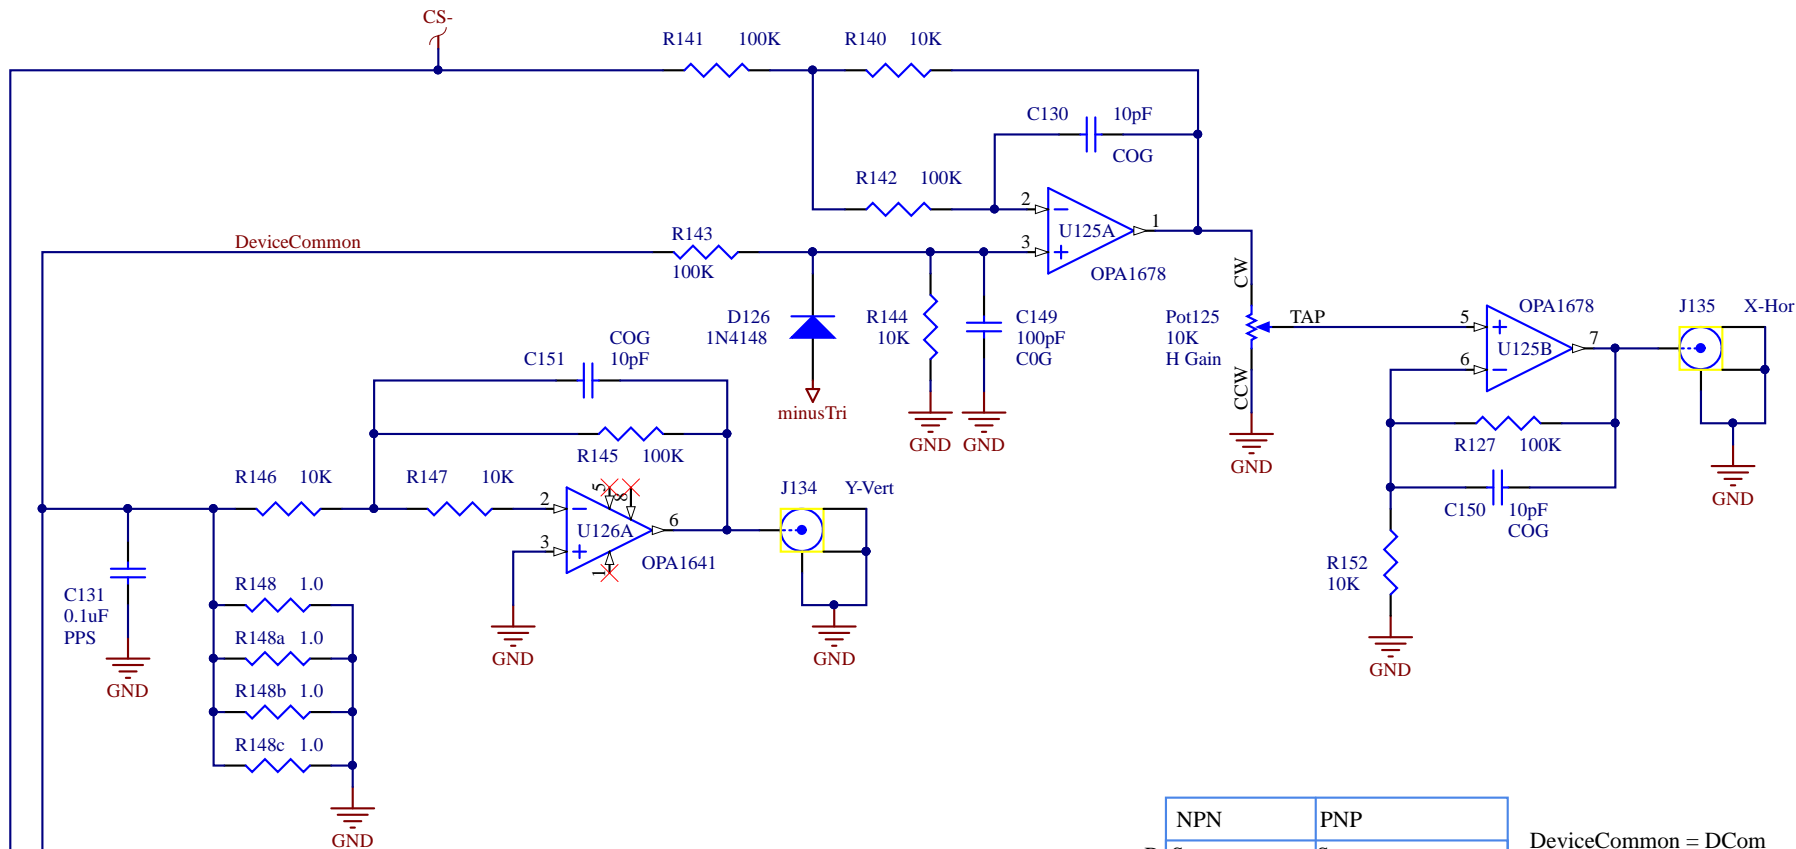 CS-
R141 100K R140 10K
C130 10pF
COG
R142 100K
2
U125A 1
3
OPA1678
DeviceCommon
R143
100K
D126
1N4148
minusTri
R144
10K
GND
C149
100pF
C0G
GND
CW
Pot125
10K
H Gain
TAP
CCW
GND
OPA1678
5
U125B 7
6
J135 X-Hor
R127 100K
C150 10pF
COG
GND
R152
10K
GND
COG
C151 10pF
R145 100K
R146 10K R147 10K
5 8
2
U126A 6
3
1
OPA1641
J134 Y-Vert
GND
GND
C131
0.1uF
PPS
GND
R148 1.0
R148a 1.0
R148b 1.0
R148c 1.0
GND
NPN PNP
DeviceCommon = DCom